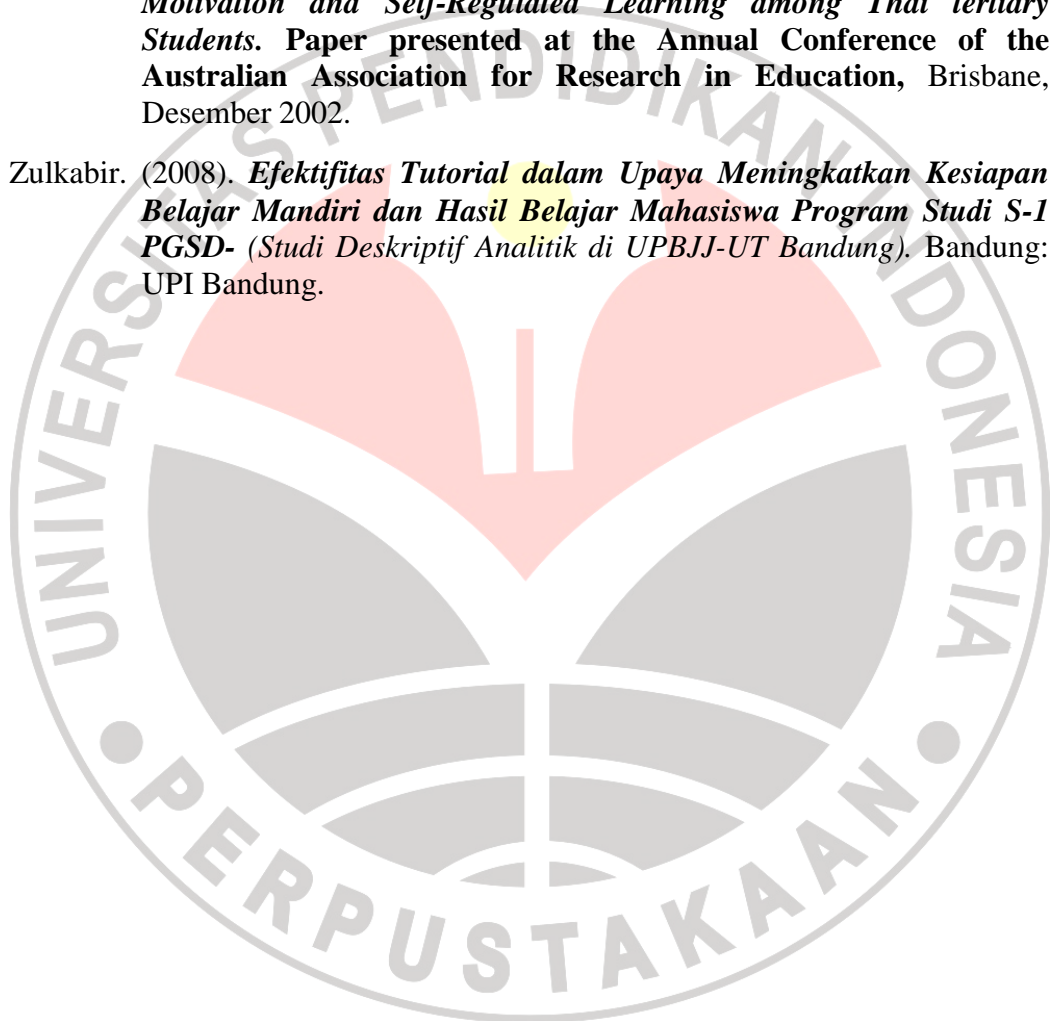 Motivation and Self-Regulated Learning among Thai tertiary
Students. Paper presented at the Annual Conference of the
Australian Association for Research in Education, Brisbane,
Desember 2002.
Zulkabir. (2008). Efektifitas Tutorial dalam Upaya Meningkatkan Kesiapan
Belajar Mandiri dan Hasil Belajar Mahasiswa Program Studi S-1
PGSD- (Studi Deskriptif Analitik di UPBJJ-UT Bandung). Bandung:
UPI Bandung.
UNIVERSITAS PENDIDIKAN INDONESIA
PERPUSTAKAAN